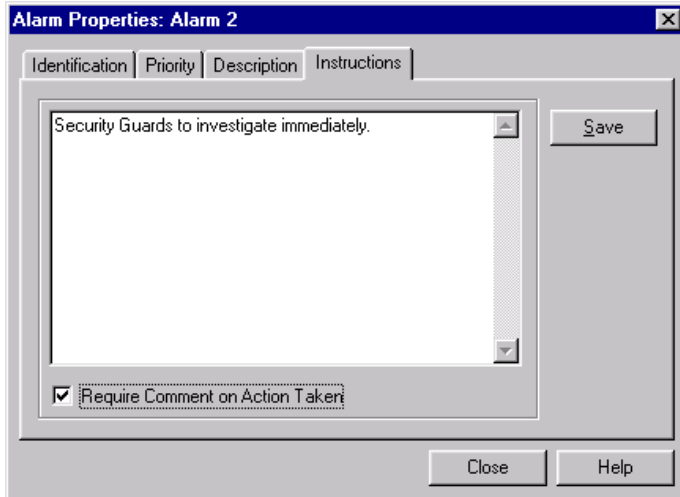 Alarm Properties: Alarm 2
Identification Priority Description Instructions
Security Guards to investigate immediately.
Save
Require Comment on Action Taken
Close Help